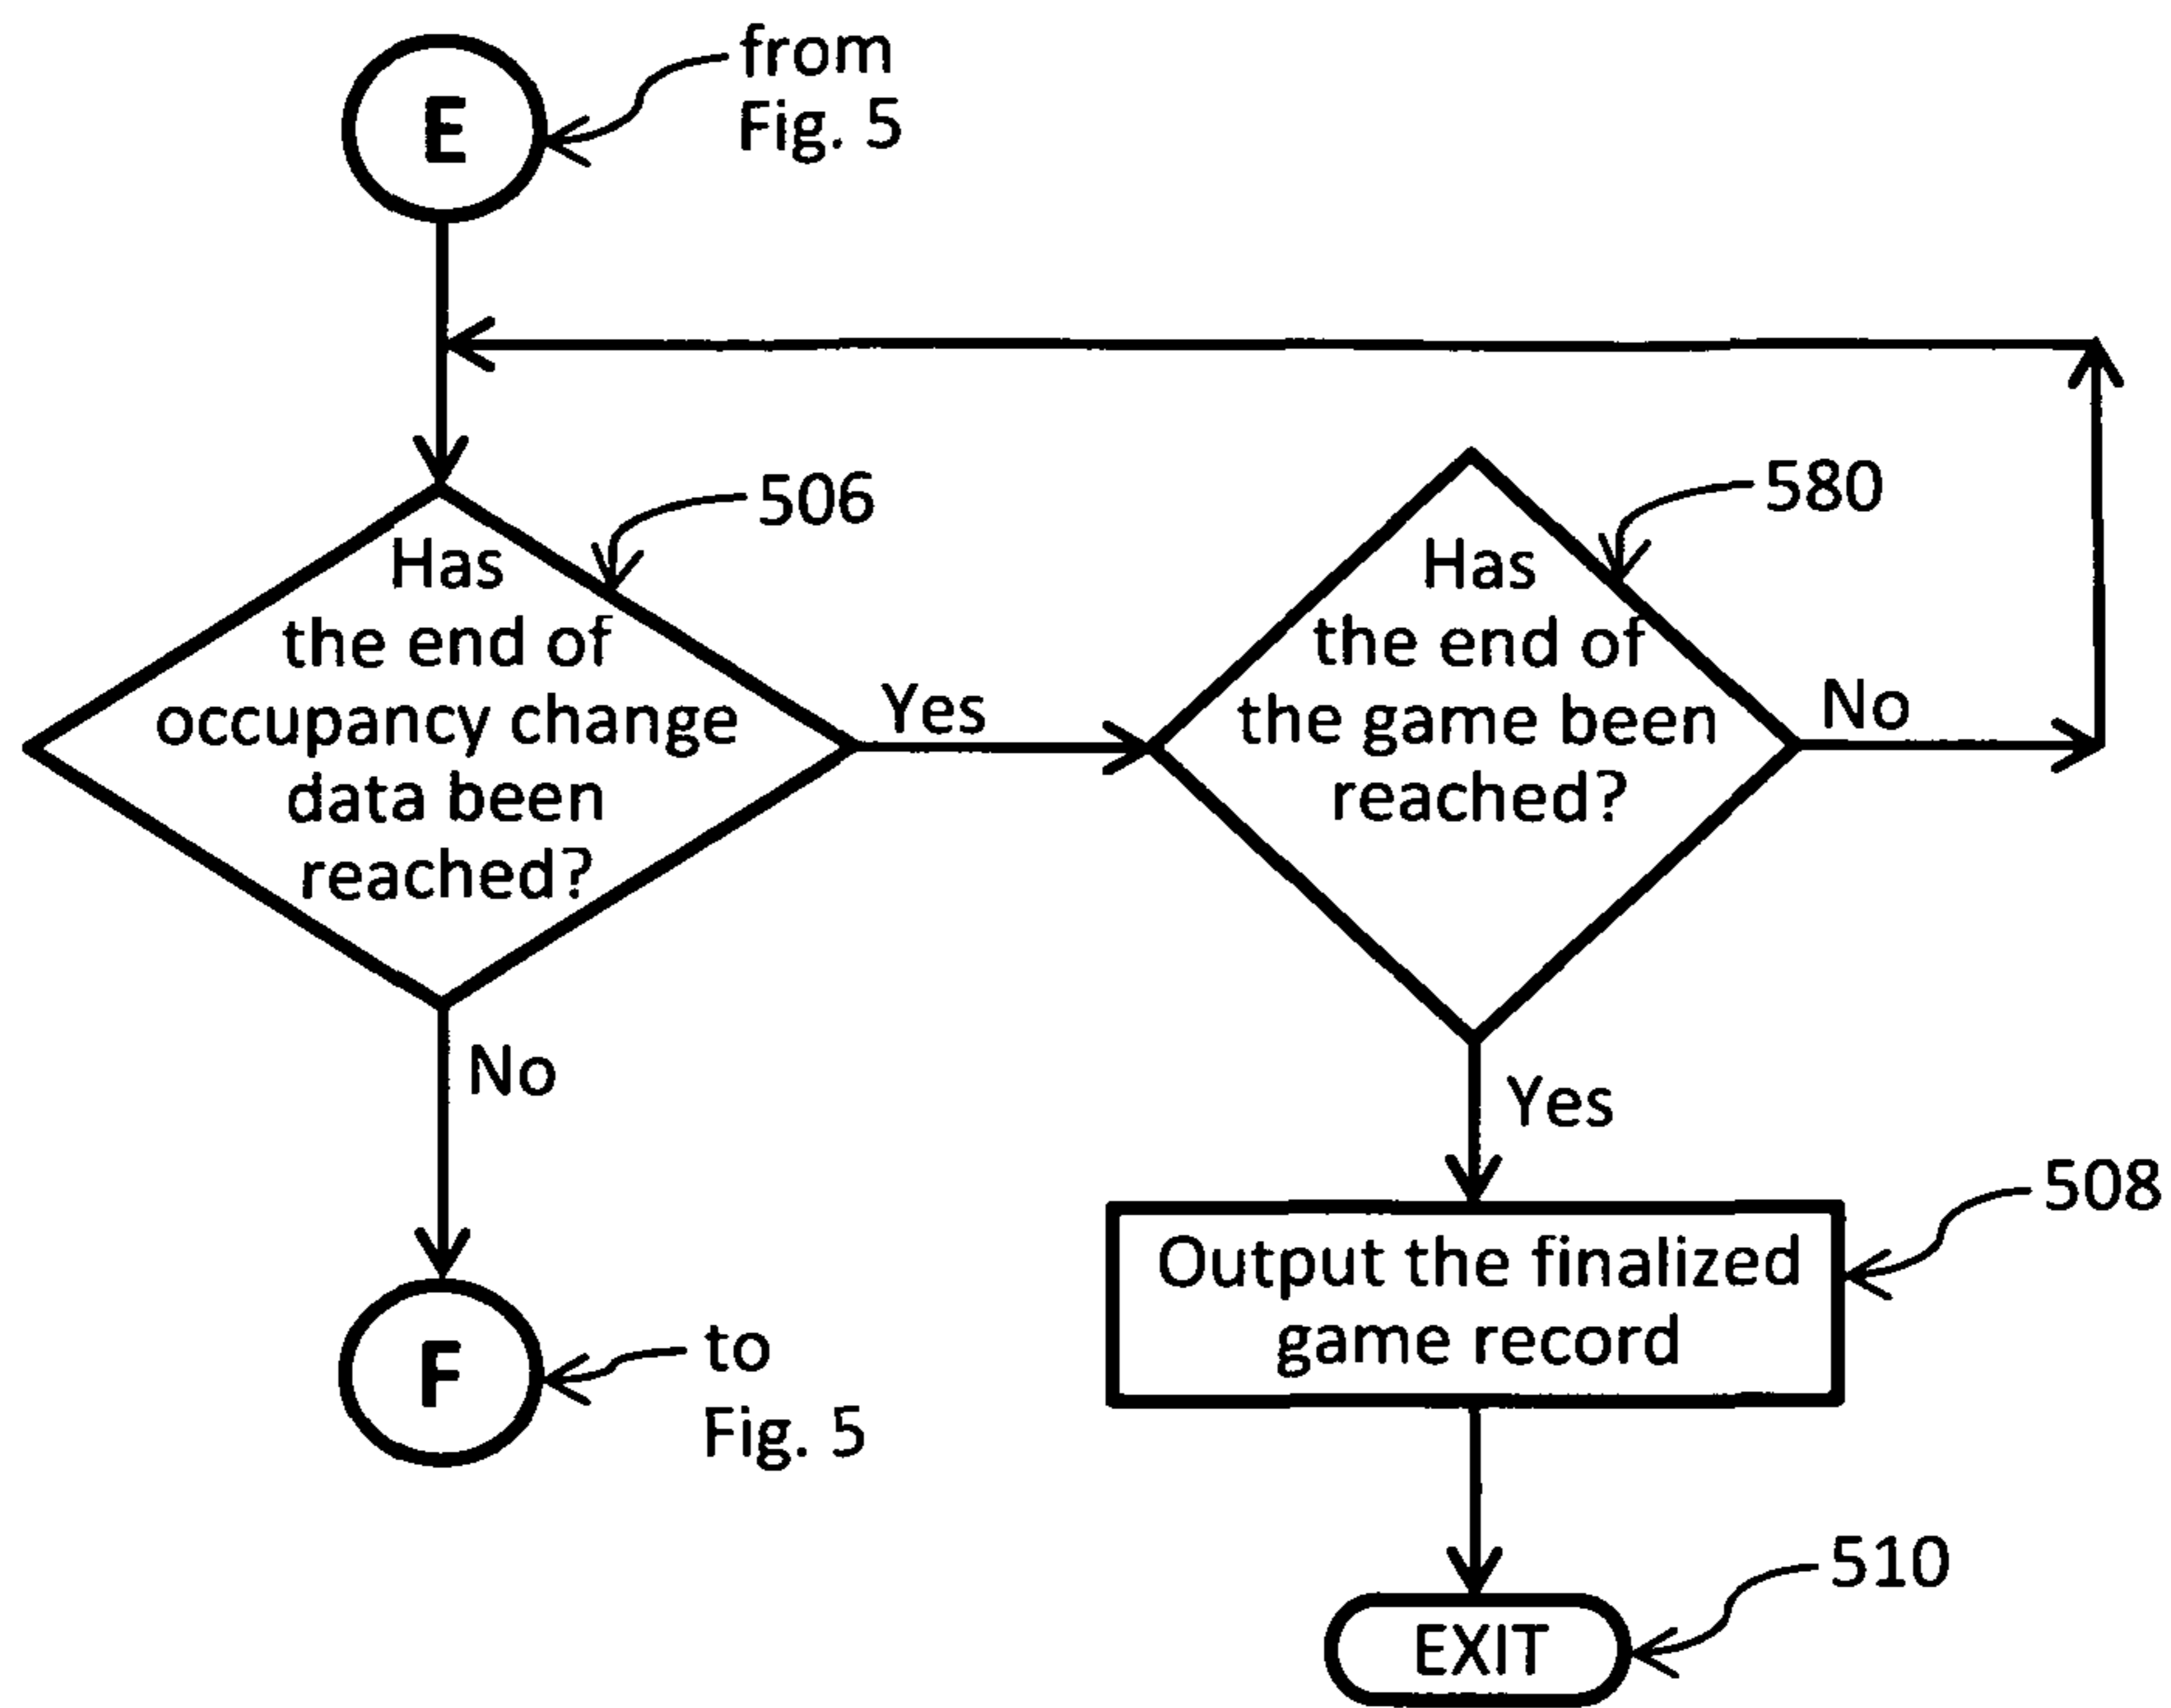 E
from
Fig. 5
506
Has
the end of
occupancy change
data been
reached?
Yes
No
580
Has
the end of
the game been
reached?
No
Yes
F
to
Fig. 5
508
Output the finalized
game record
510
EXIT